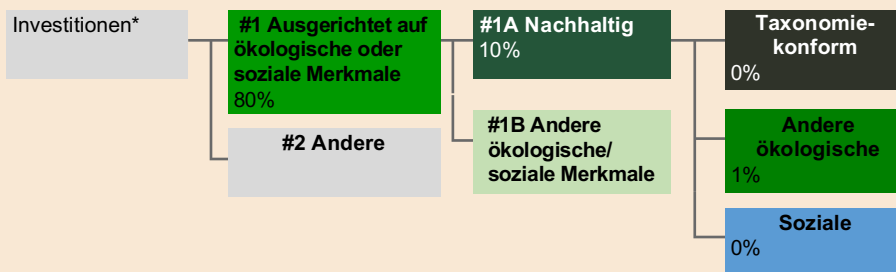 Investitionen*
#1 Ausgerichtet auf
ökologische oder
soziale Merkmale
80%
#2 Andere
#1A Nachhaltig
10%
#1B Andere
ökologische/
soziale Merkmale
Taxonomie-
konform
0%
Andere
ökologische
1%
Soziale
0%